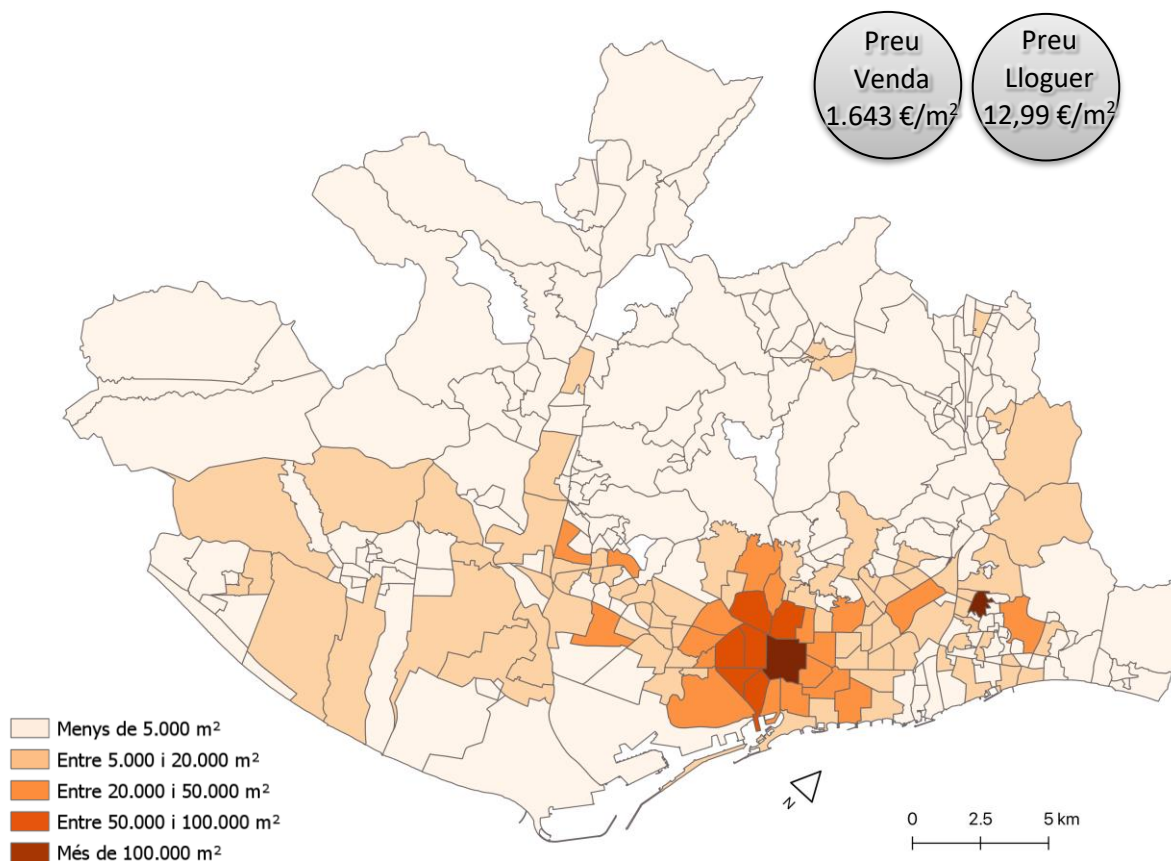 Preu
Venda
1.643 €/m²
Preu
Lloguer
12,99 €/m²
Menys de 5.000 m²
Entre 5.000 i 20.000 m²
Entre 20.000 i 50.000 m²
Entre 50.000 i 100.000 m²
Més de 100.000 m²
N
0 2.5 5 km